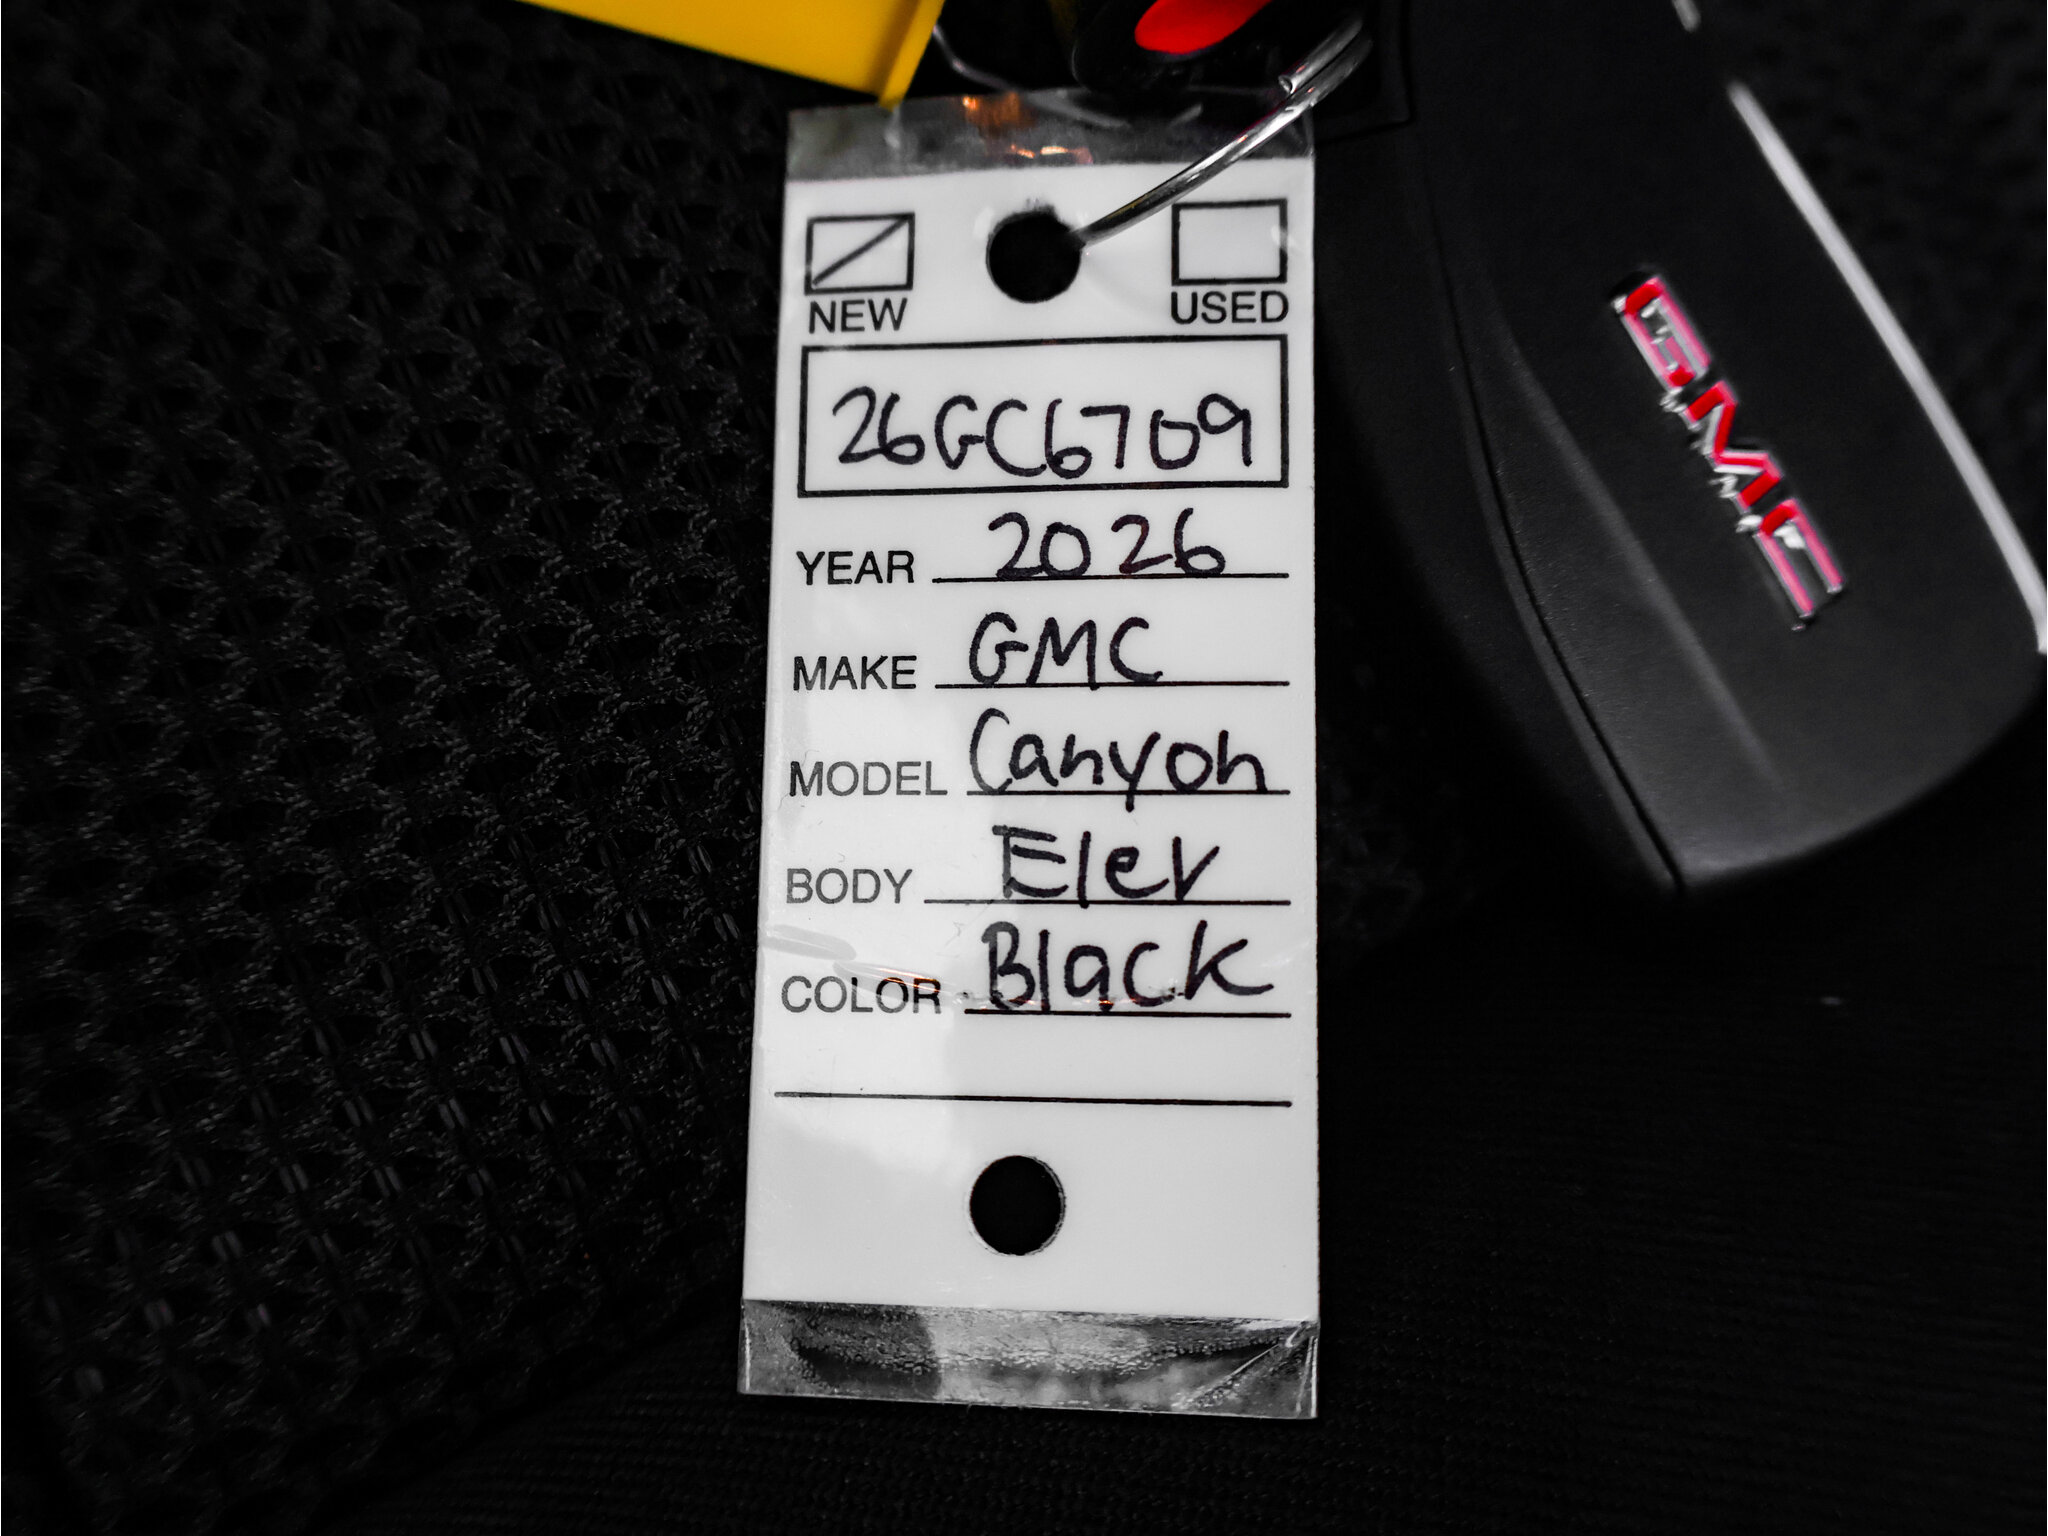 NEW USED
26GC6709
YEAR 2026
MAKE GMC
MODEL Canyon
BODY Elev
COLOR Black
GMC